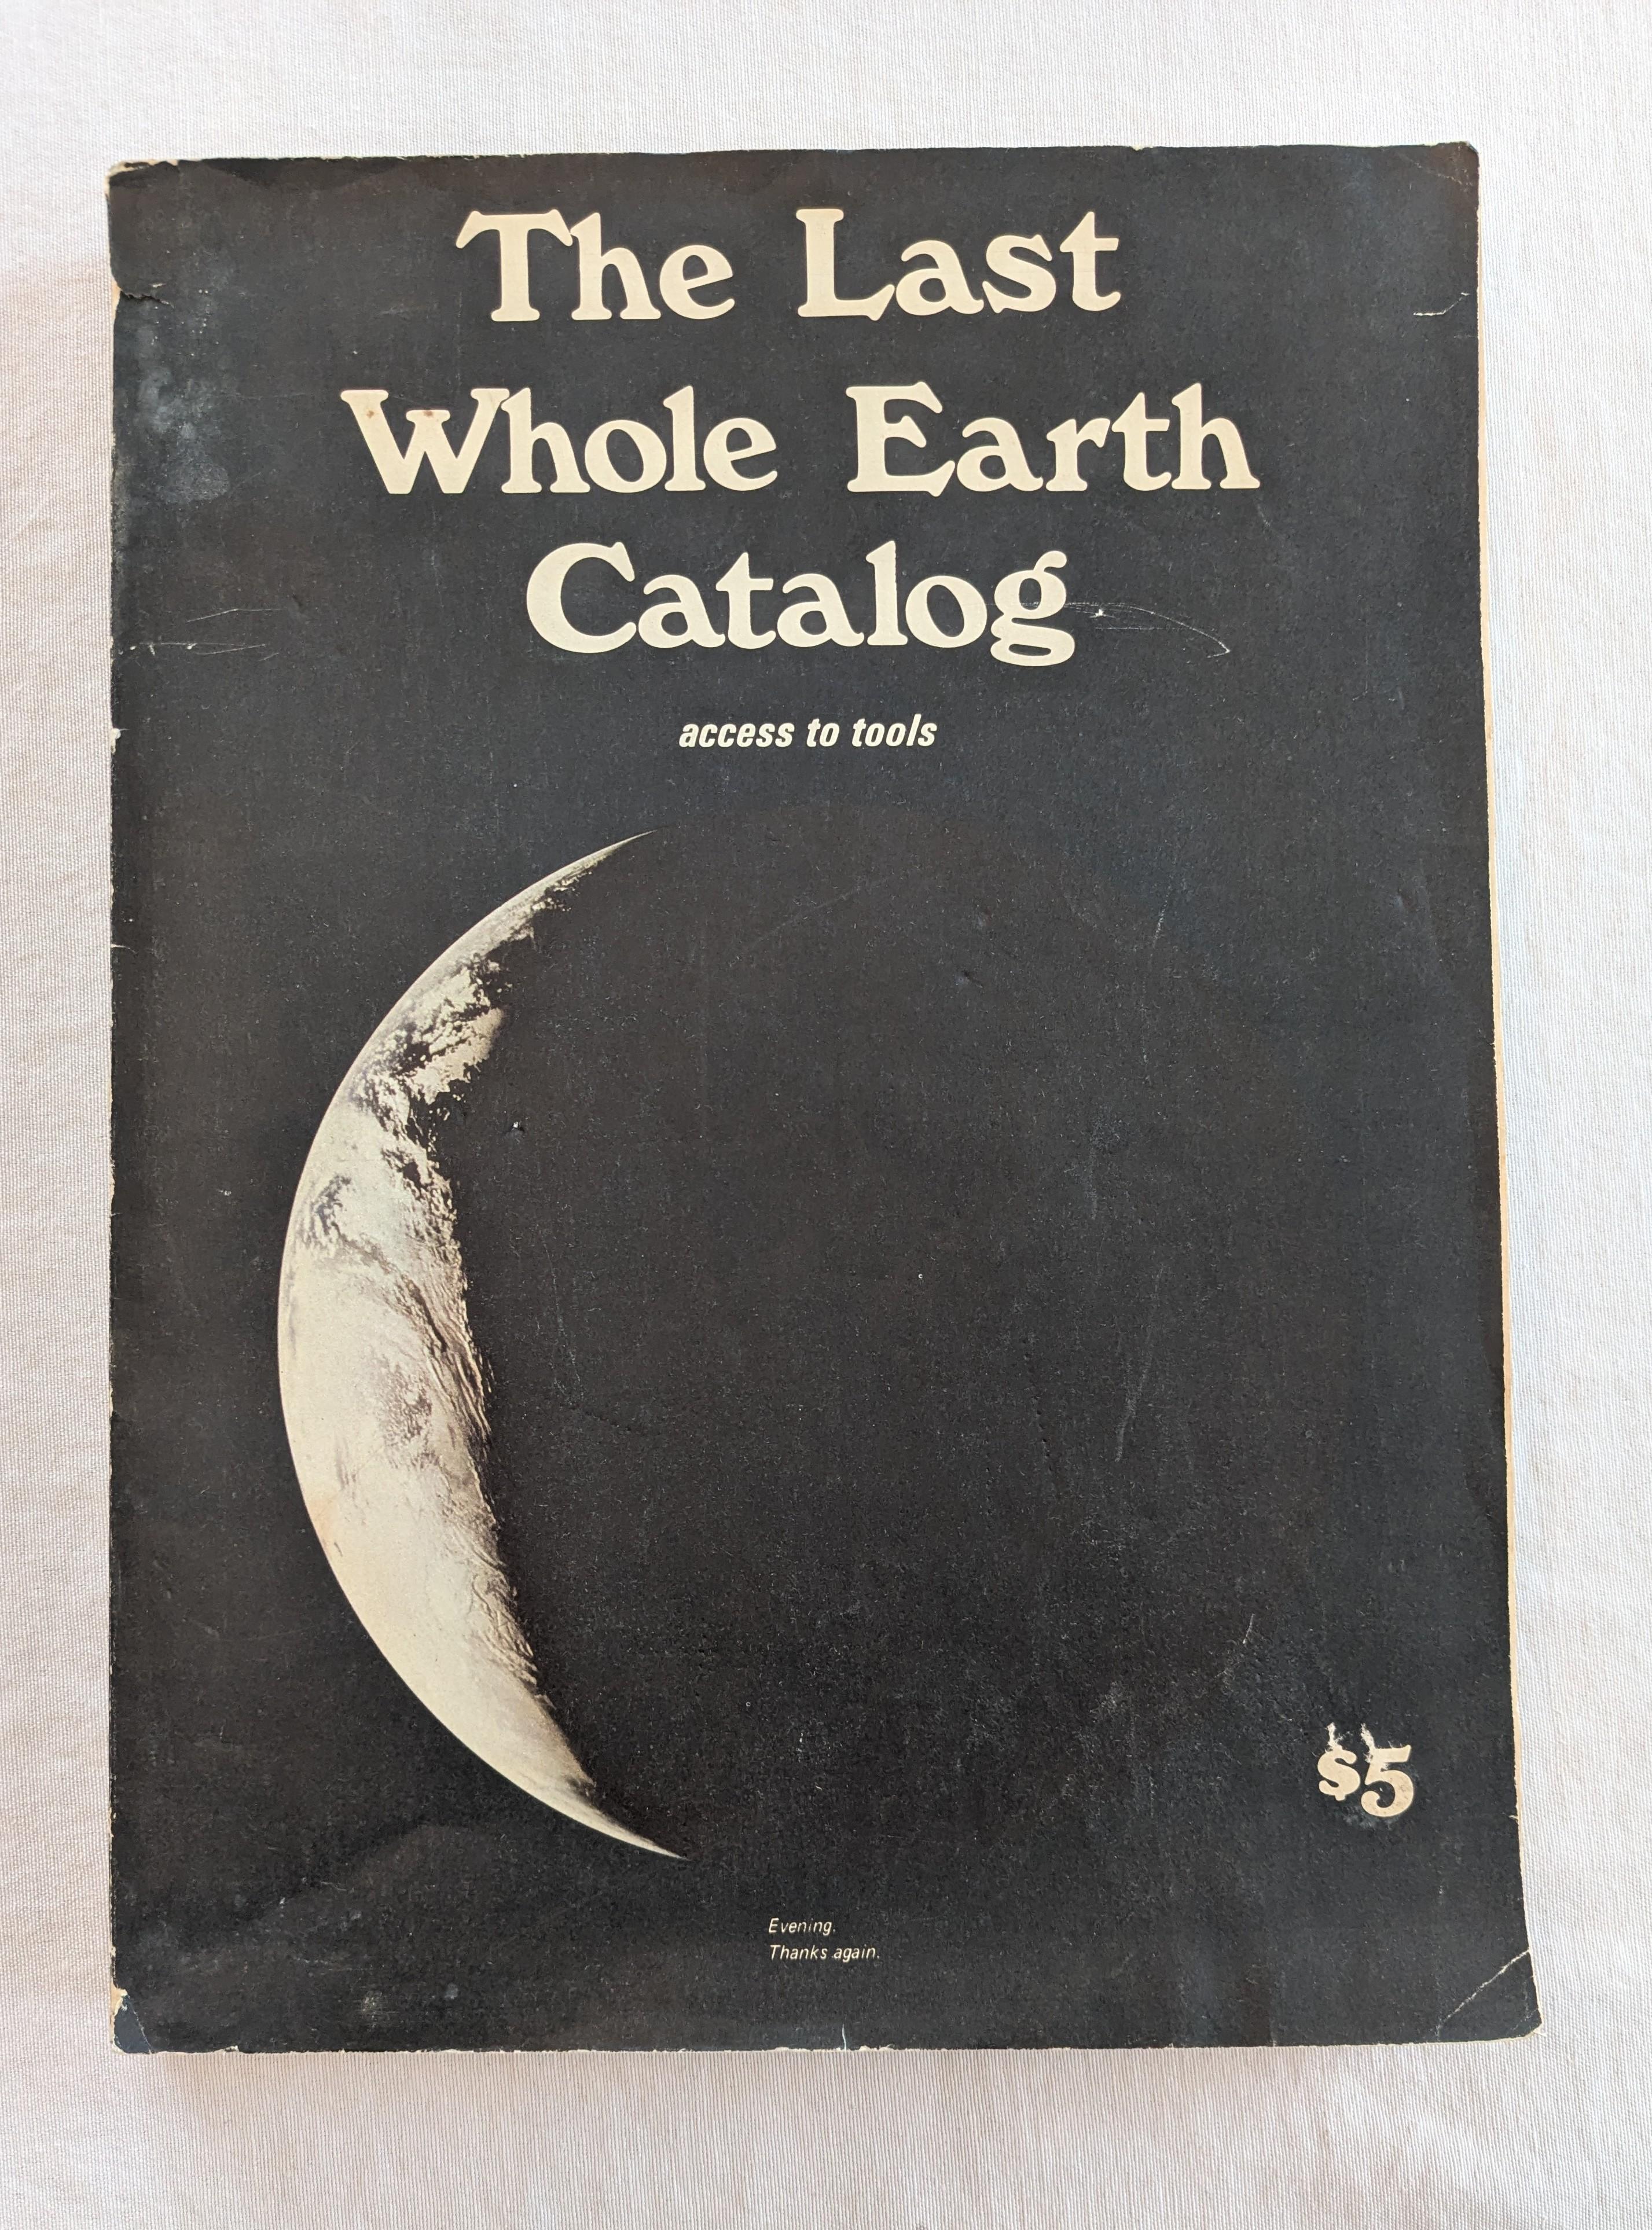 The Last
Whole Earth
Catalog
access to tools
$5
Evening.
Thanks again.